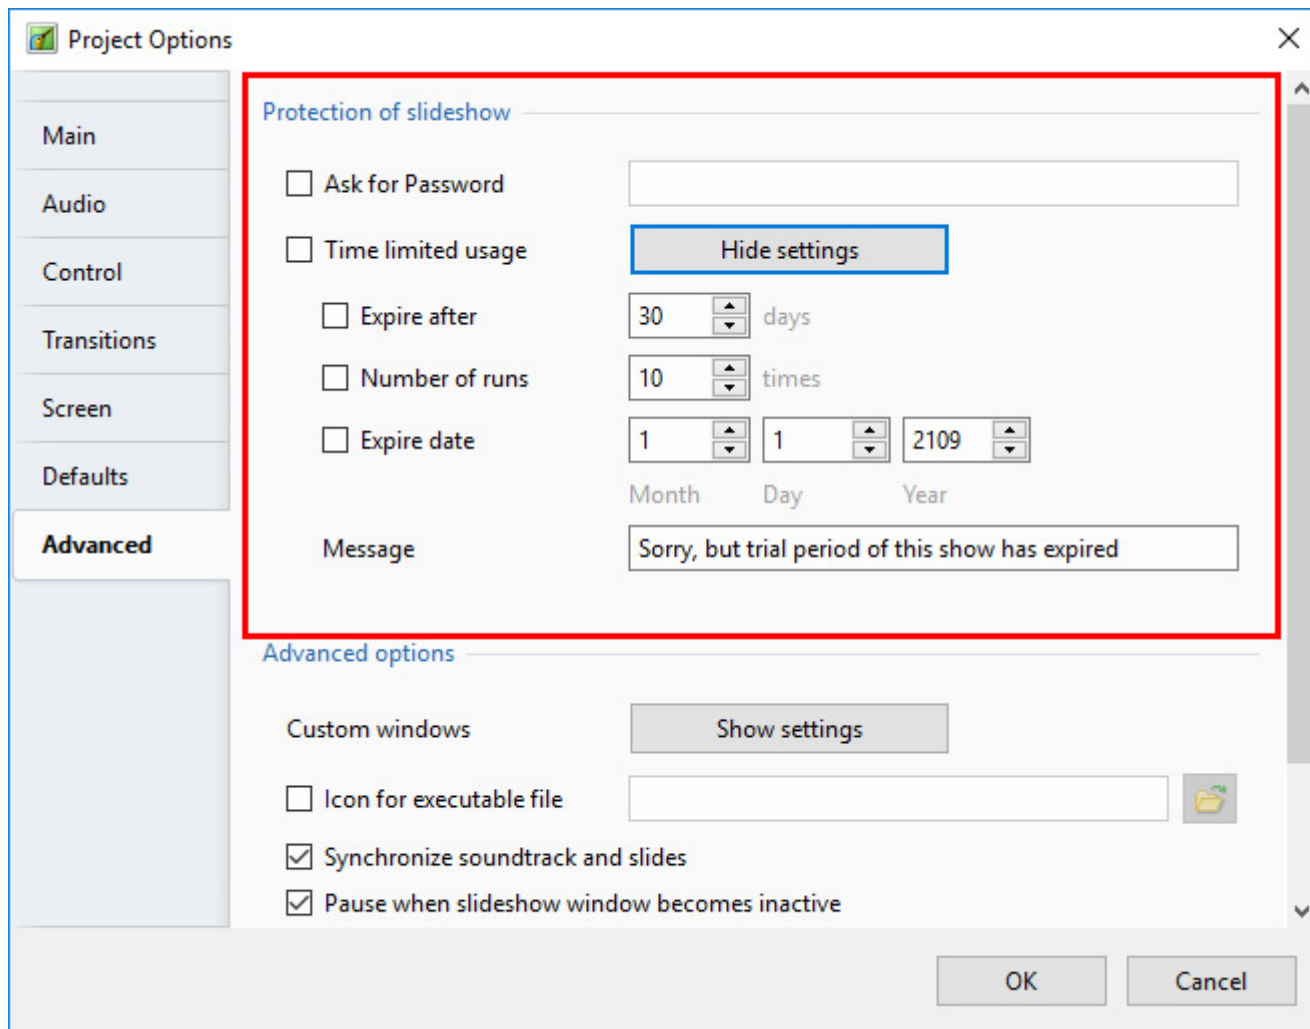 Project Options
Main
Audio
Control
Transitions
Screen
Defaults
Advanced
Protection of slideshow
Ask for Password
Time limited usage Hide settings
Expire after 30 days
Number of runs 10 times
Expire date 1 1 2109
Month Day Year
Message Sorry, but trial period of this show has expired
Advanced options
Custom windows Show settings
Icon for executable file
Synchronize soundtrack and slides
Pause when slideshow window becomes inactive
OK Cancel